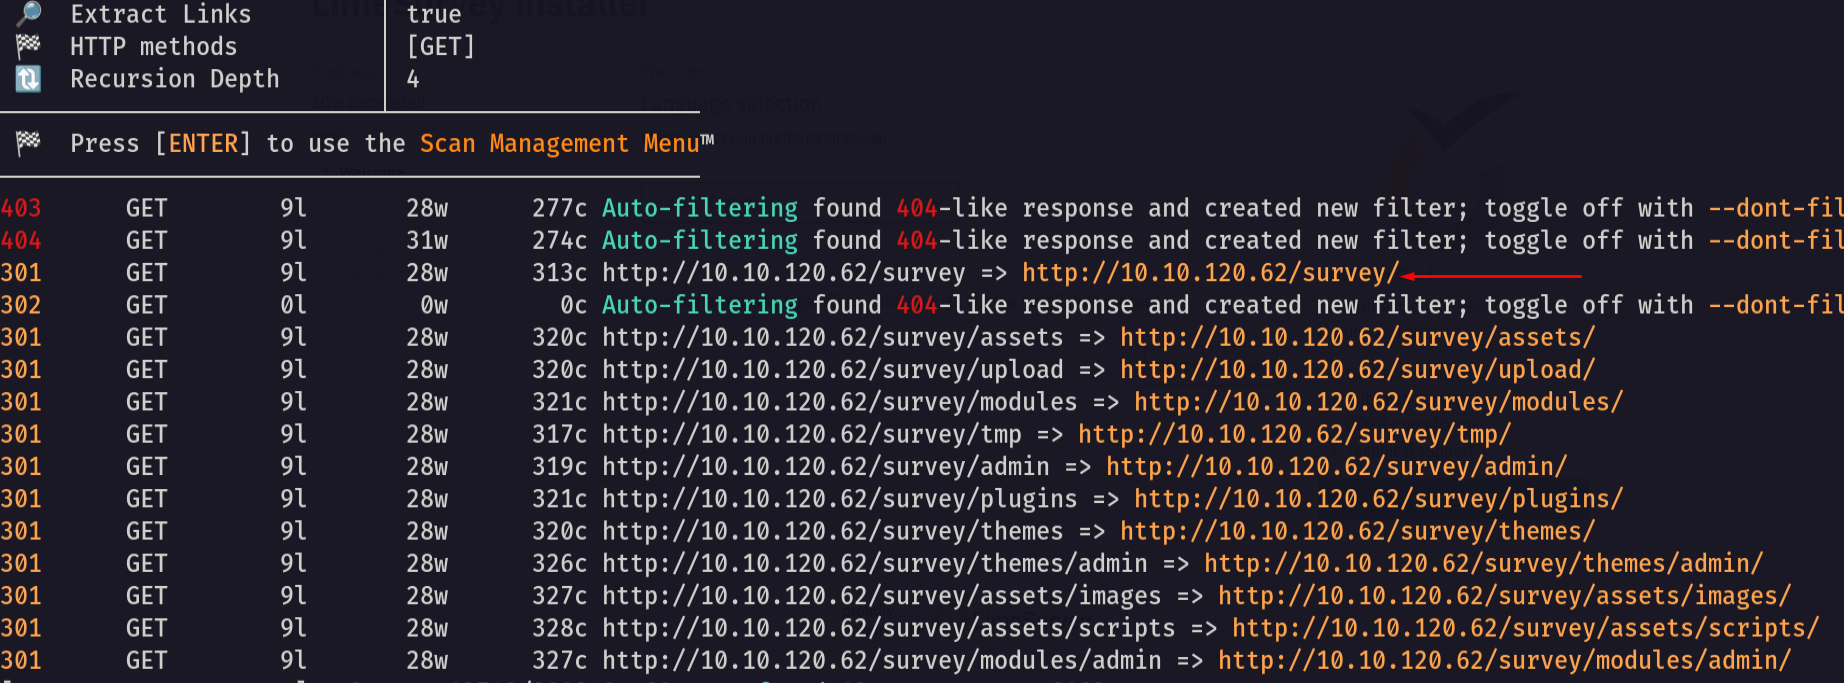 LimeSurvey installer
Extract Links true
HTTP methods [GET]
Recursion Depth 4
Language selection
Press [ENTER] to use the Scan Management Menu™
403 GET 9l 28w 277c Auto-filtering found 404-like response and created new filter; toggle off with --dont-fil
404 GET 9l 31w 274c Auto-filtering found 404-like response and created new filter; toggle off with --dont-fil
301 GET 9l 28w 313c http://10.10.120.62/survey => http://10.10.120.62/survey/
302 GET 0l 0w 0c Auto-filtering found 404-like response and created new filter; toggle off with --dont-fil
301 GET 9l 28w 320c http://10.10.120.62/survey/assets => http://10.10.120.62/survey/assets/
301 GET 9l 28w 320c http://10.10.120.62/survey/upload => http://10.10.120.62/survey/upload/
301 GET 9l 28w 321c http://10.10.120.62/survey/modules => http://10.10.120.62/survey/modules/
301 GET 9l 28w 317c http://10.10.120.62/survey/tmp => http://10.10.120.62/survey/tmp/
301 GET 9l 28w 319c http://10.10.120.62/survey/admin => http://10.10.120.62/survey/admin/
301 GET 9l 28w 321c http://10.10.120.62/survey/plugins => http://10.10.120.62/survey/plugins/
301 GET 9l 28w 320c http://10.10.120.62/survey/themes => http://10.10.120.62/survey/themes/
301 GET 9l 28w 326c http://10.10.120.62/survey/themes/admin => http://10.10.120.62/survey/themes/admin/
301 GET 9l 28w 327c http://10.10.120.62/survey/assets/images => http://10.10.120.62/survey/assets/images/
301 GET 9l 28w 328c http://10.10.120.62/survey/assets/scripts => http://10.10.120.62/survey/assets/scripts/
301 GET 9l 28w 327c http://10.10.120.62/survey/modules/admin => http://10.10.120.62/survey/modules/admin/